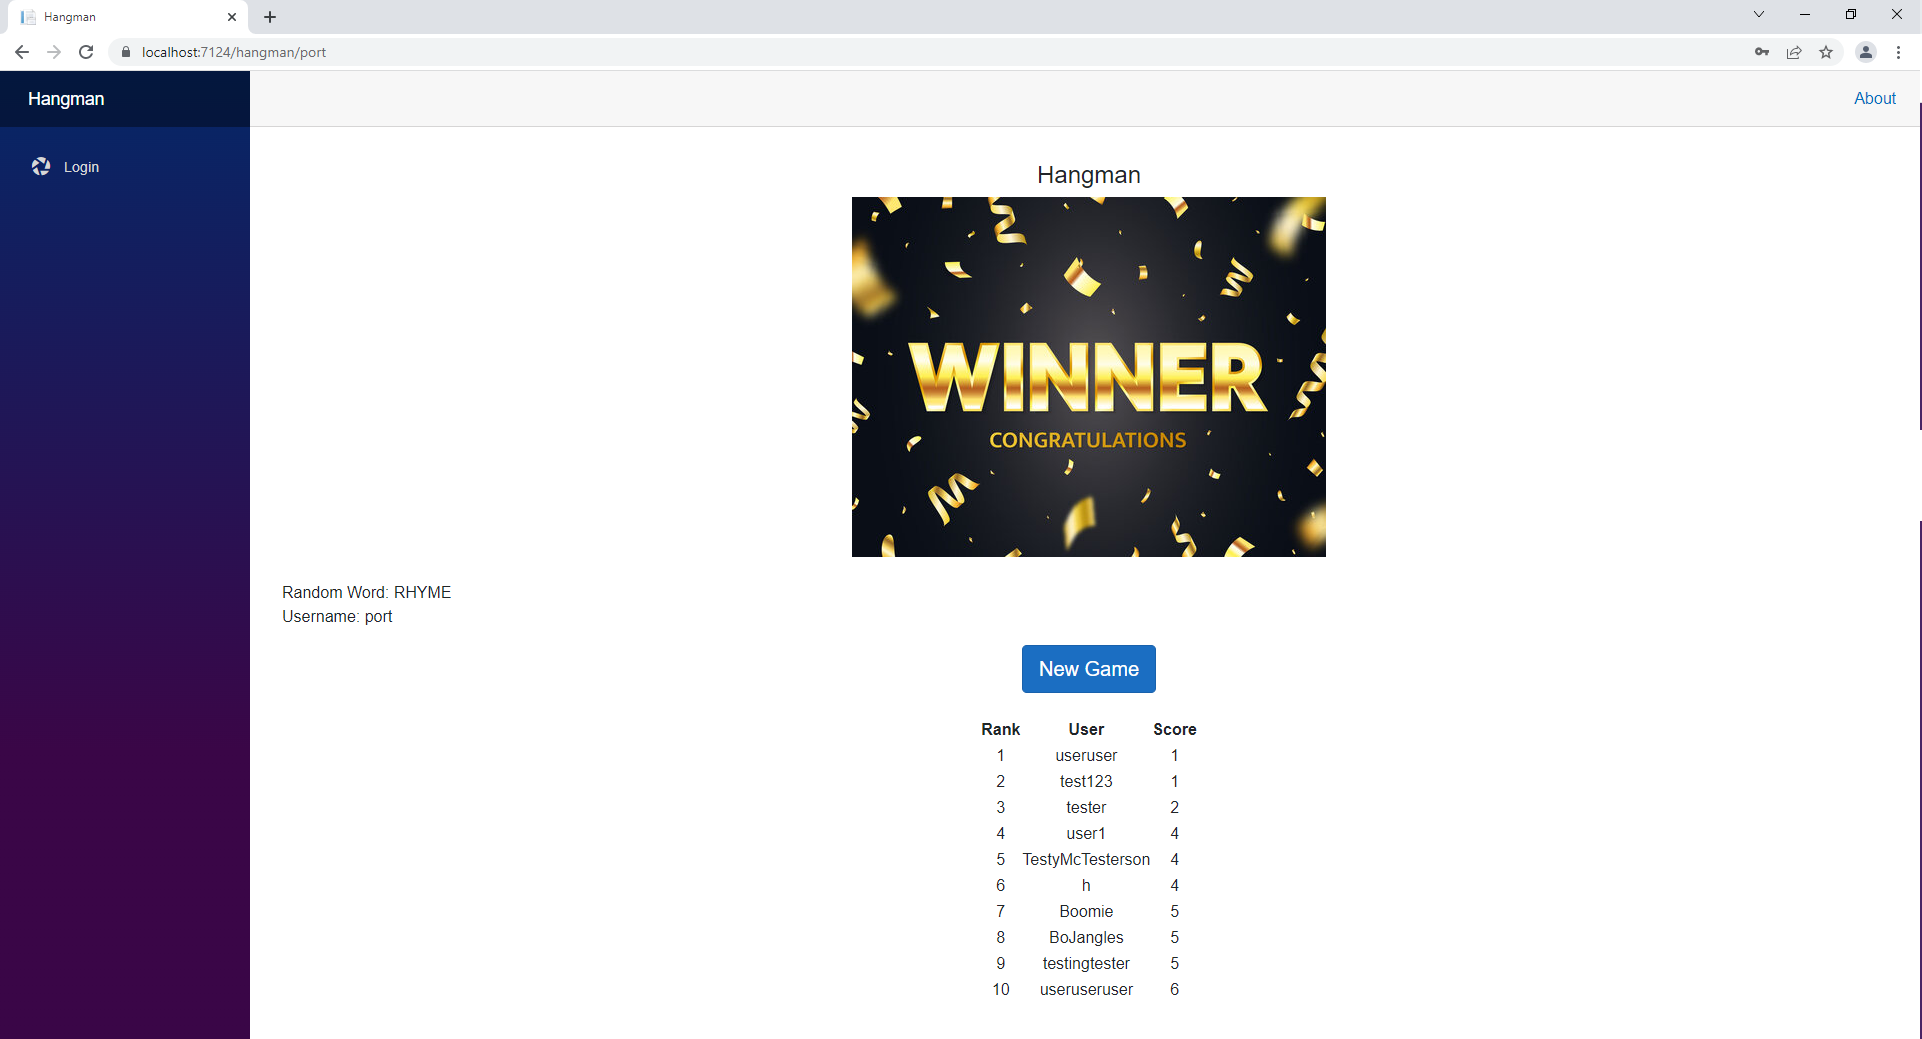 Hangman
localhost:7124/hangman/port
Hangman
About
Login
Hangman
WINNER
CONGRATULATIONS
Random Word: RHYME
Username: port
New Game
Rank User Score
1 useruser 1
2 test123 1
3 tester 2
4 user1 4
5 TestyMcTesterson 4
6 h 4
7 Boomie 5
8 BoJangles 5
9 testingtester 5
10 useruseruser 6